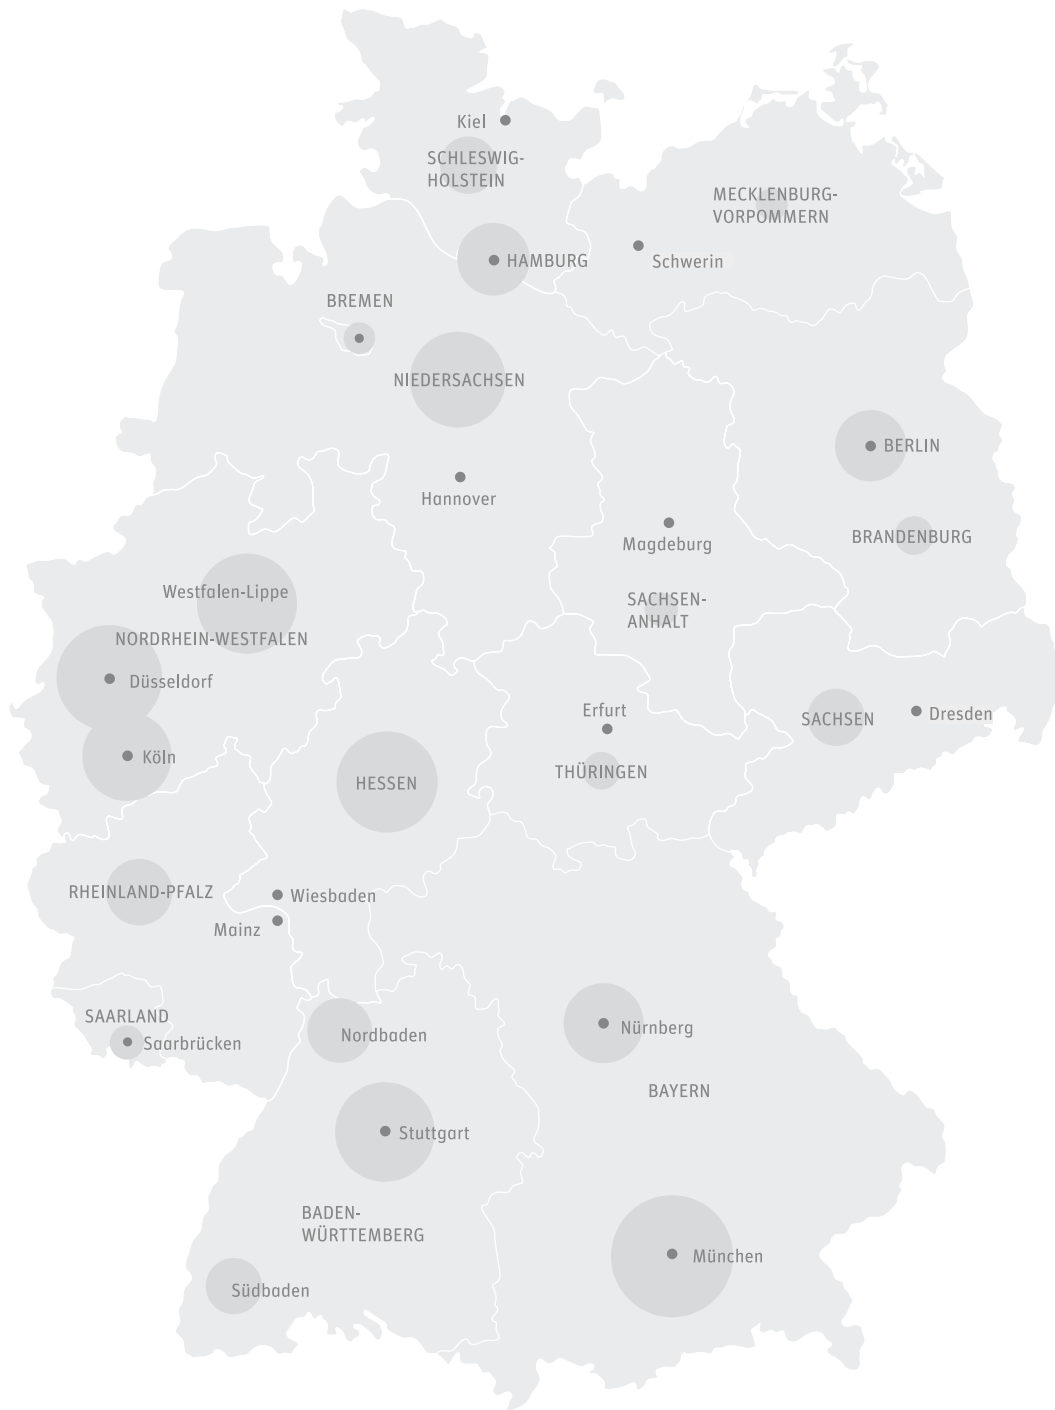 Kiel
SCHLESWIG-
HOLSTEIN
MECKLENBURG-
VORPOMMERN
HAMBURG
Schwerin
BREMEN
NIEDERSACHSEN
BERLIN
Hannover
BRANDENBURG
Magdeburg
Westfalen-Lippe
SACHSEN-
ANHALT
NORDRHEIN-WESTFALEN
Düsseldorf
Erfurt
SACHSEN
Dresden
Köln
THÜRINGEN
HESSEN
RHEINLAND-PFALZ
Wiesbaden
Mainz
SAARLAND
Saarbrücken
Nordbaden
Nürnberg
BAYERN
Stuttgart
BADEN-
WÜRTTEMBERG
München
Südbaden